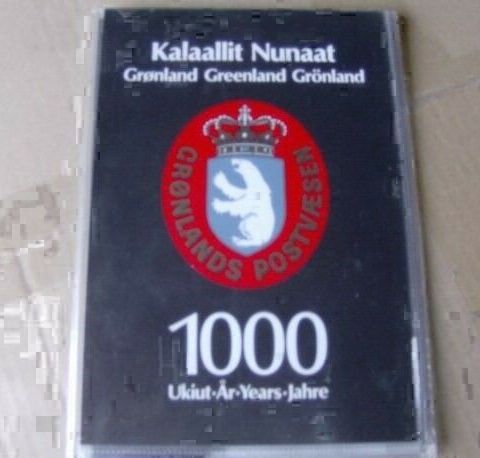 Kalaallit Nunaat
Grønland Greenland Grönland
GRØNLANDS POSTVÆSEN
1000
Ukiut·År·Years·Jahre